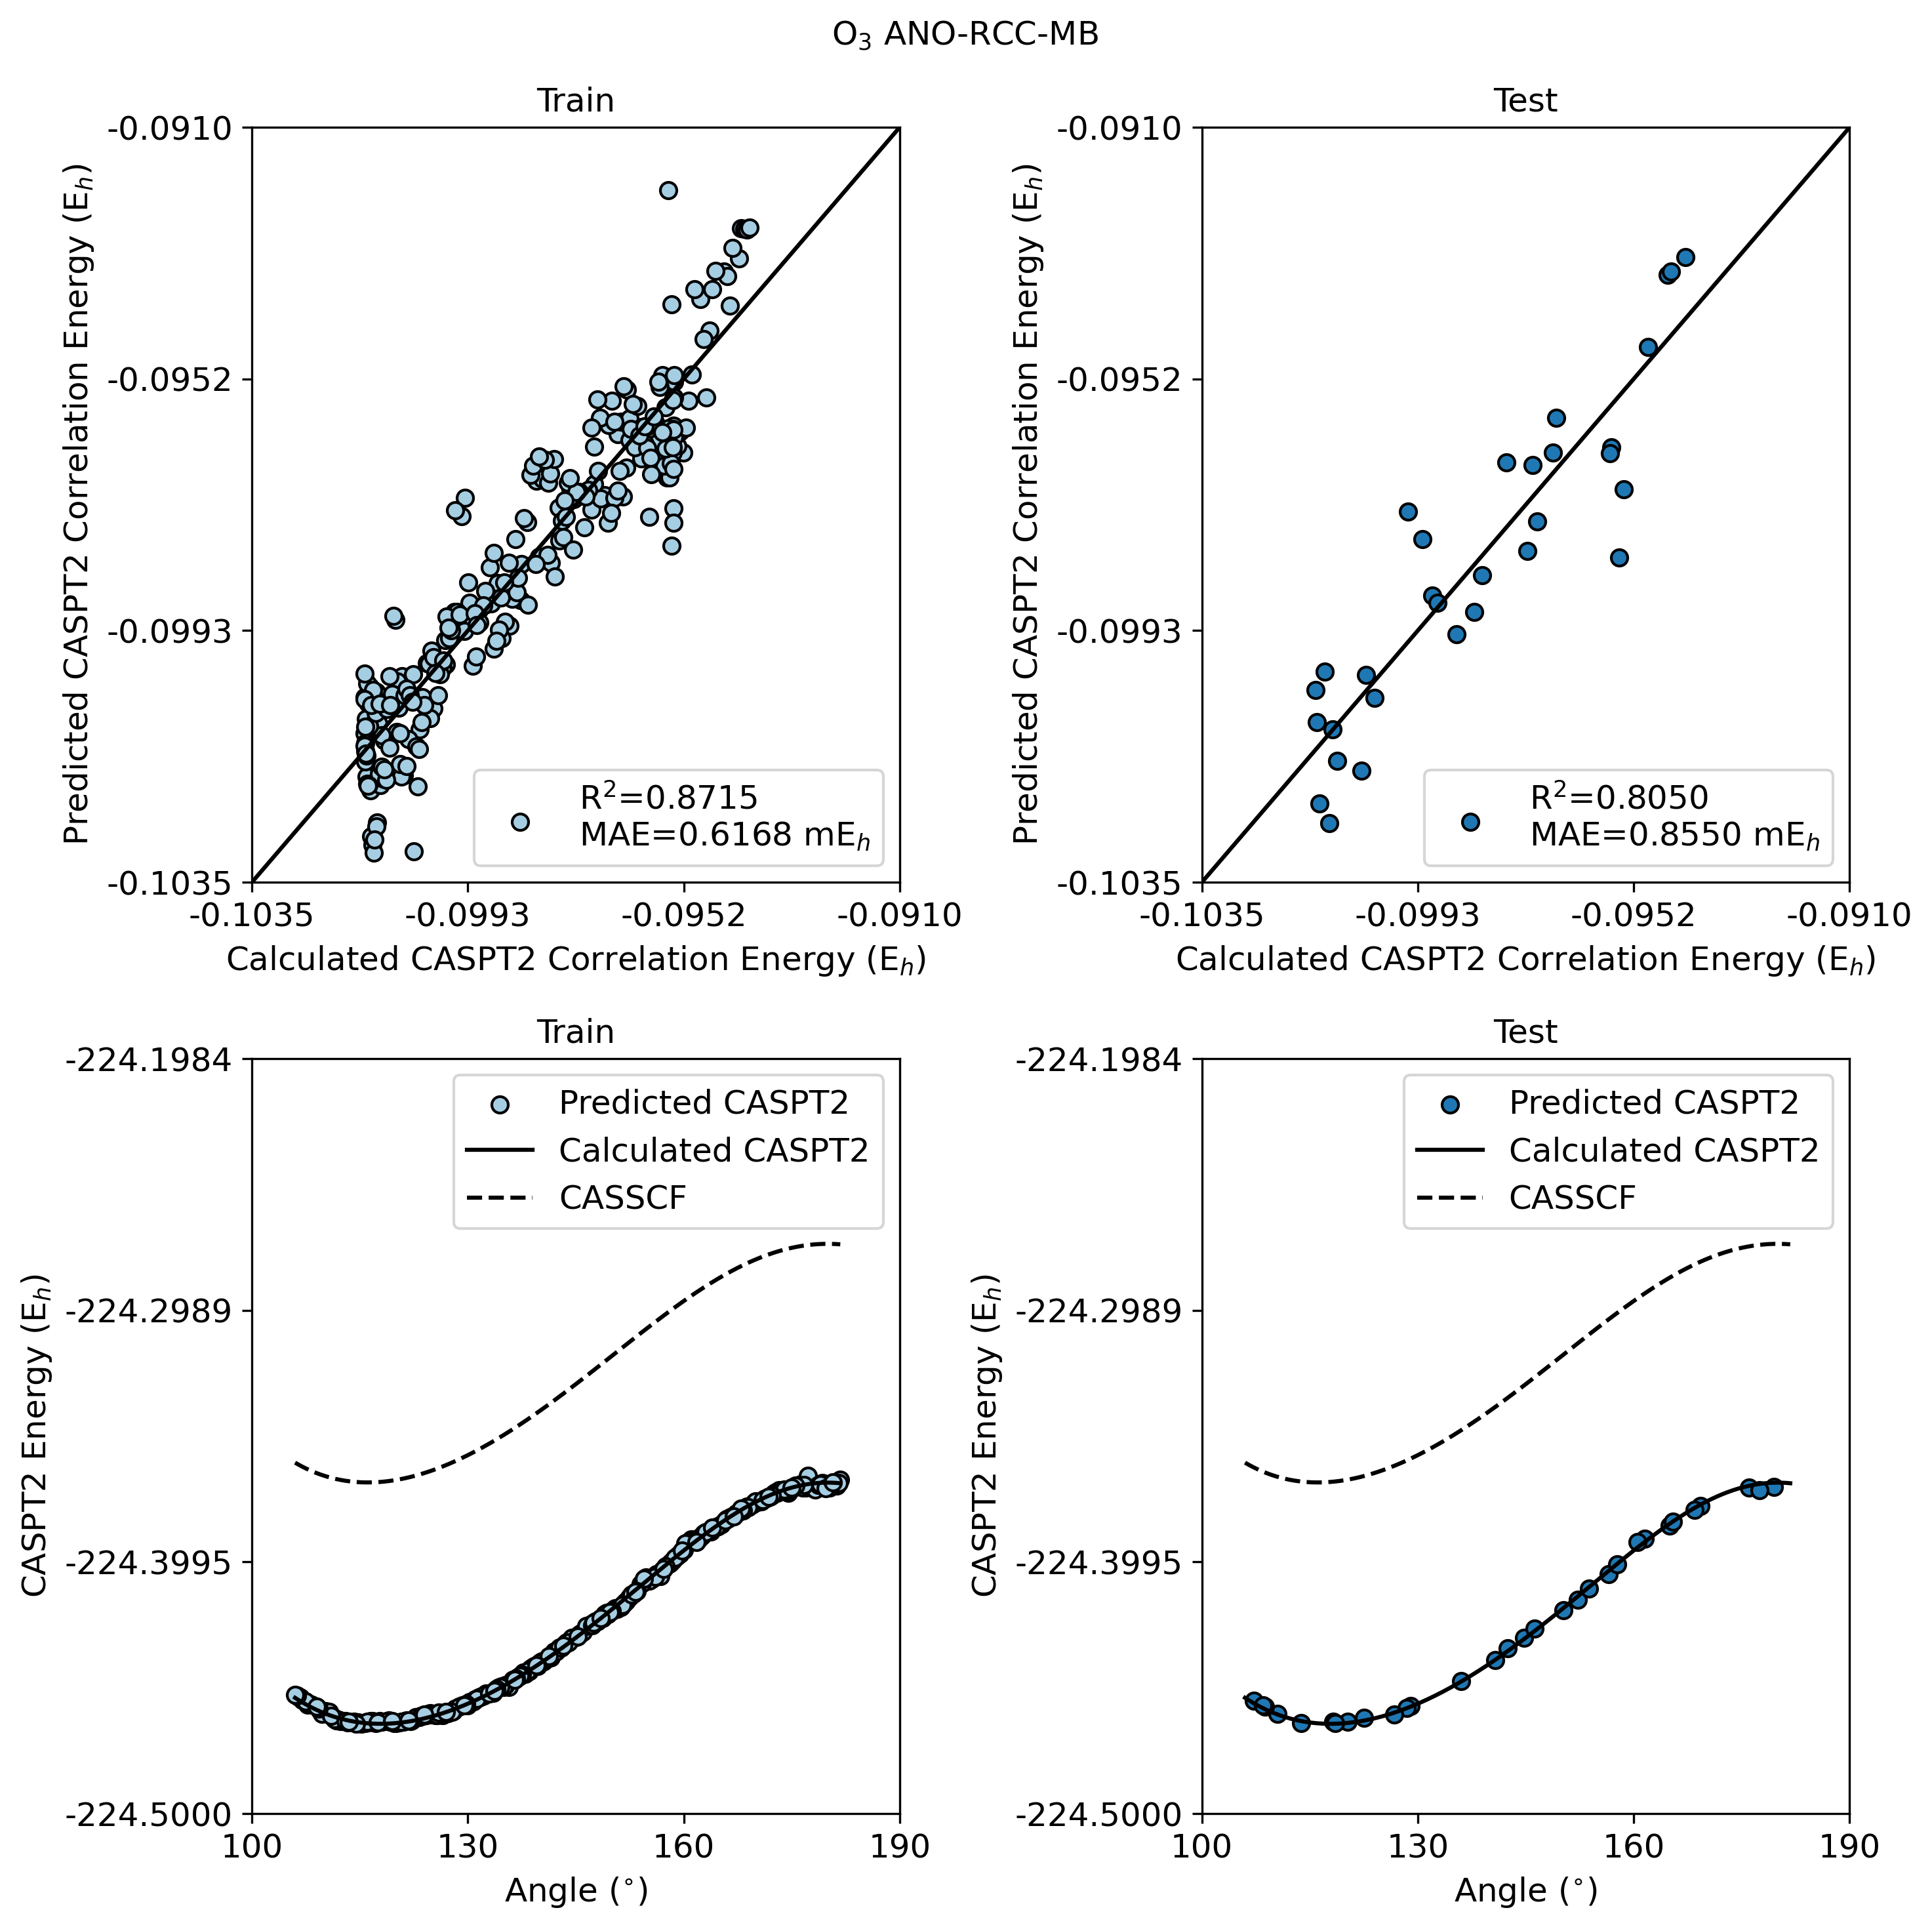 O₃ ANO-RCC-MB
Train
Predicted CASPT2 Correlation Energy (Eₕ)
-0.0910
-0.0952
-0.0993
-0.1035
R²=0.8715
MAE=0.6168 mEₕ
-0.1035 -0.0993 -0.0952 -0.0910
Calculated CASPT2 Correlation Energy (Eₕ)
Test
Predicted CASPT2 Correlation Energy (Eₕ)
-0.0910
-0.0952
-0.0993
-0.1035
R²=0.8050
MAE=0.8550 mEₕ
-0.1035 -0.0993 -0.0952 -0.0910
Calculated CASPT2 Correlation Energy (Eₕ)
Train
CASPT2 Energy (Eₕ)
-224.1984
-224.2989
-224.3995
-224.5000
Predicted CASPT2
Calculated CASPT2
CASSCF
100 130 160 190
Angle (°)
Test
CASPT2 Energy (Eₕ)
-224.1984
-224.2989
-224.3995
-224.5000
Predicted CASPT2
Calculated CASPT2
CASSCF
100 130 160 190
Angle (°)